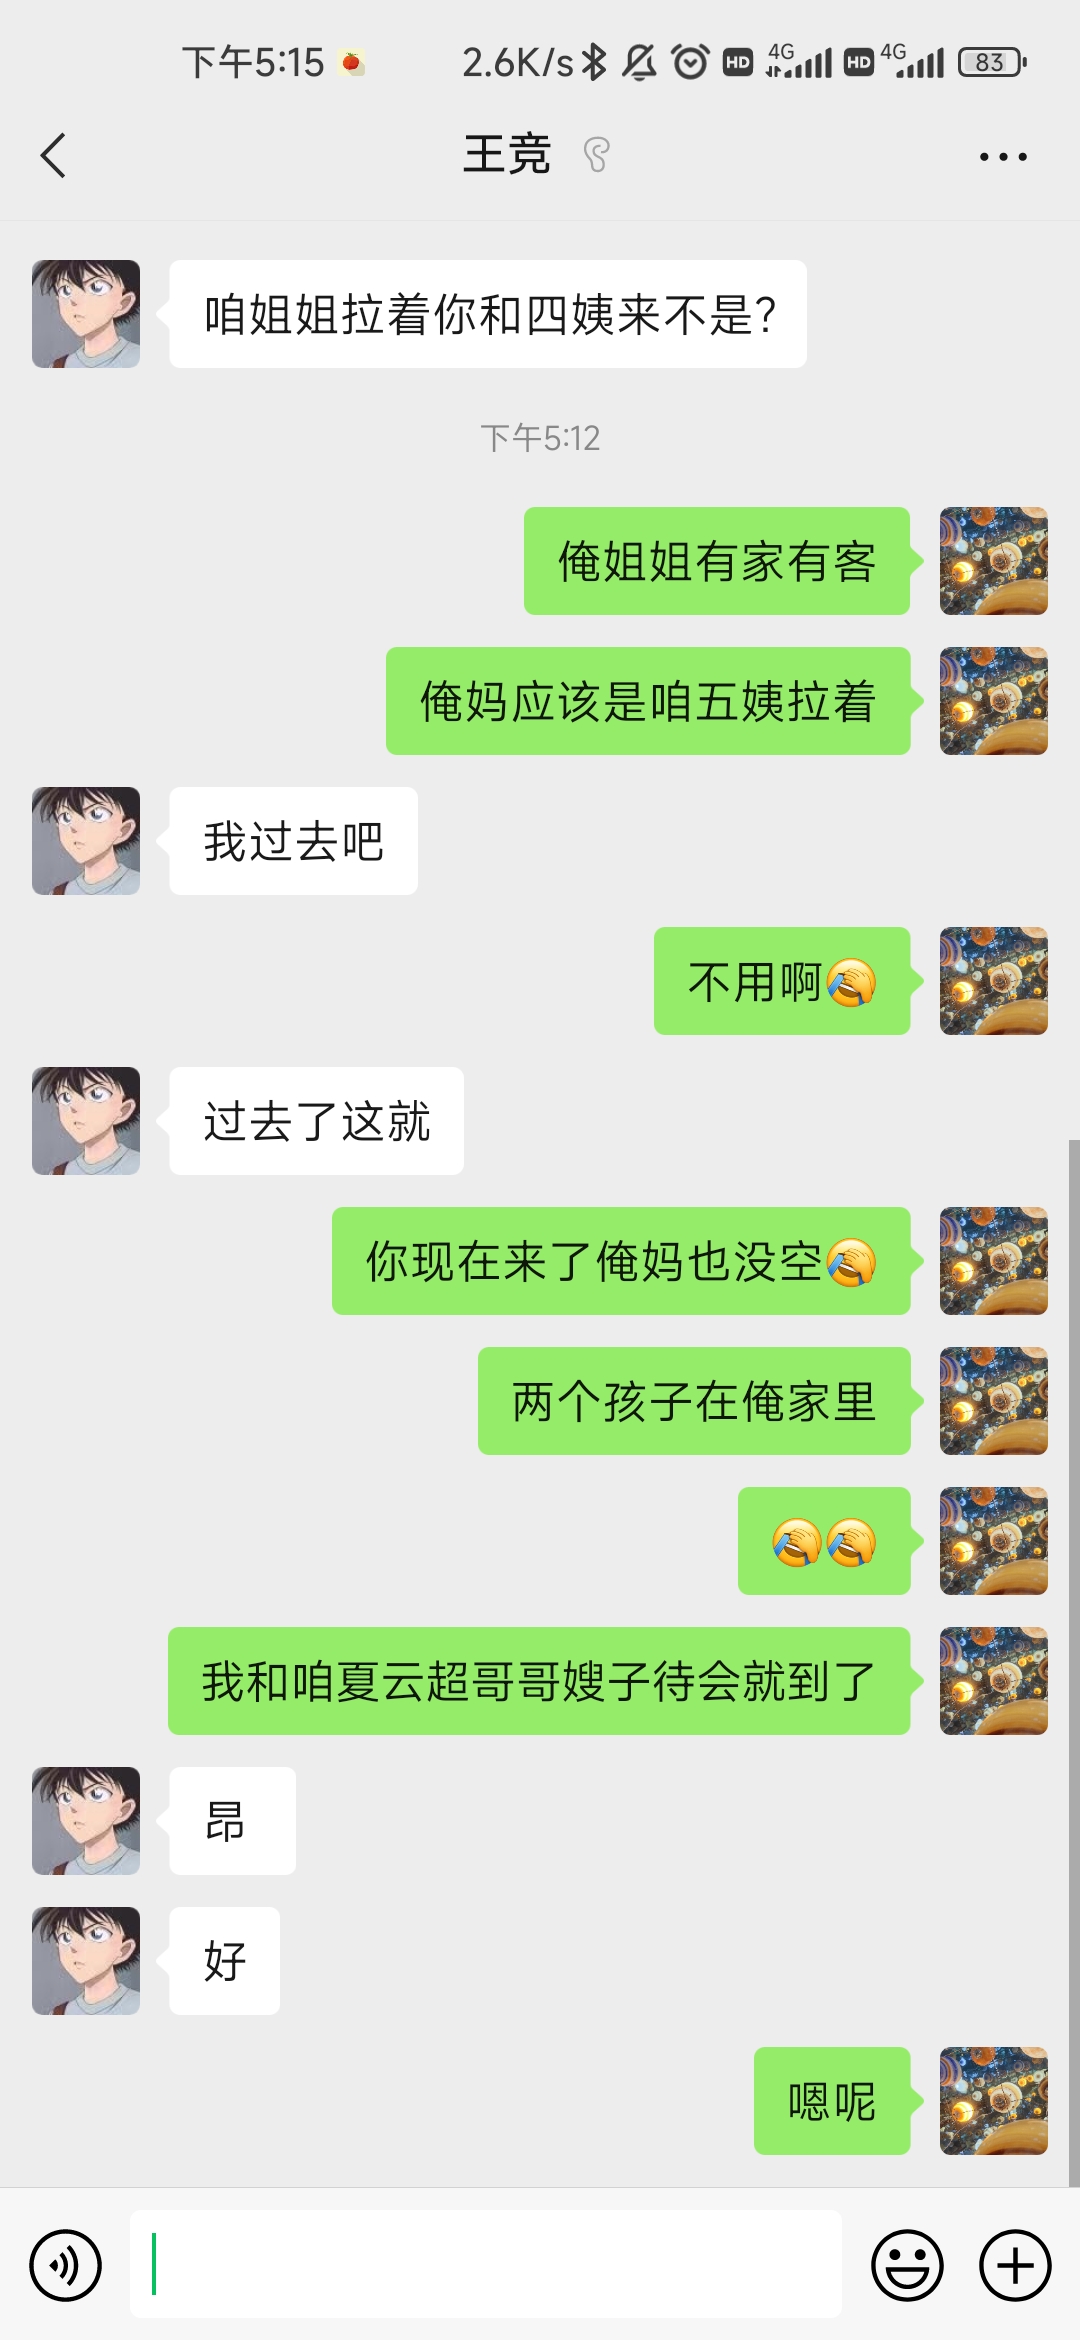 下午5:15 2.6K/s HD 4G HD 4G 83
王竞
咱姐姐拉着你和四姨来不是？
下午5:12
俺姐姐有家有客
俺妈应该是咱五姨拉着
我过去吧
不用啊🤣
过去了这就
你现在来了俺妈也没空
两个孩子在俺家里
我和咱夏云超哥哥嫂子待会就到了
昂
好
嗯呢